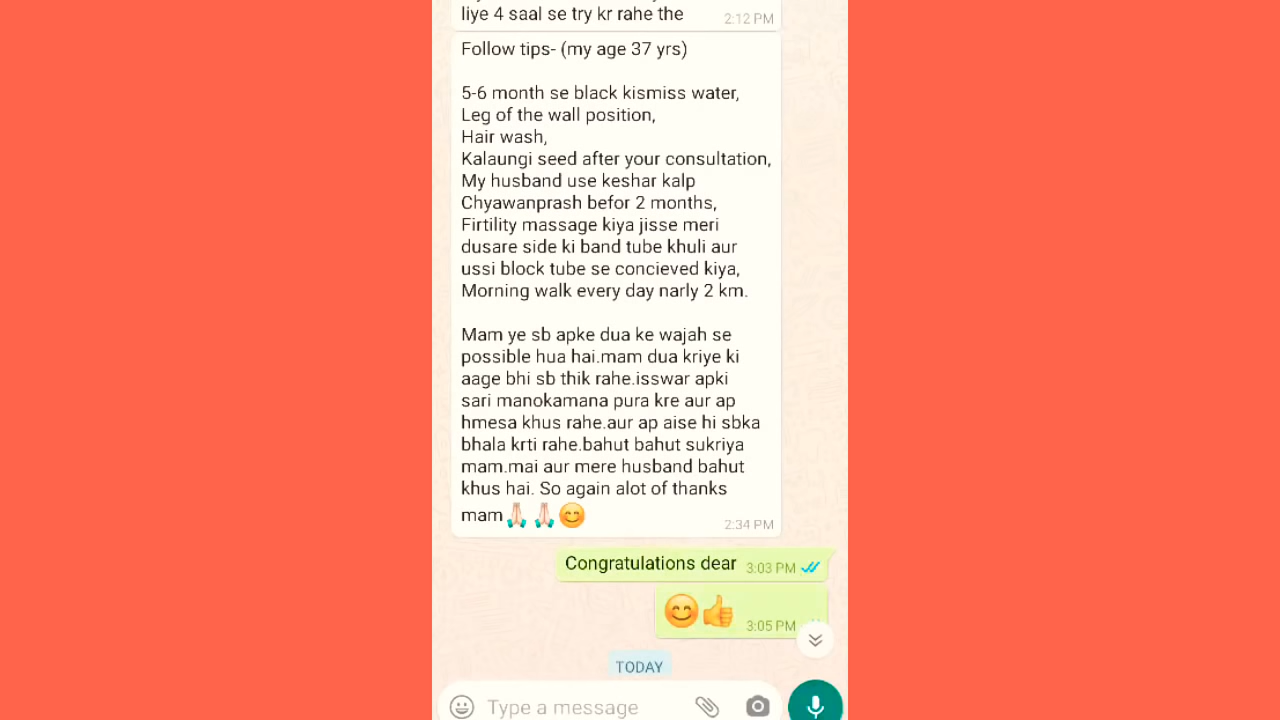 liye 4 saal se try kr rahe the
2:12 PM
Follow tips- (my age 37 yrs)
5-6 month se black kismiss water,
Leg of the wall position,
Hair wash,
Kalaungi seed after your consultation,
My husband use keshar kalp
Chyawanprash befor 2 months,
Firtility massage kiya jisse meri
dusare side ki band tube khuli aur
ussi block tube se concieved kiya,
Morning walk every day narly 2 km.
Mam ye sb apke dua ke wajah se
possible hua hai.mam dua kriye ki
aage bhi sb thik rahe.isswar apki
sari manokamana pura kre aur ap
hmesa khus rahe.aur ap aise hi sbka
bhala krti rahe.bahut bahut sukriya
mam.mai aur mere husband bahut
khus hai. So again alot of thanks
mam🙏🏻🙏🏻😊
2:34 PM
Congratulations dear 3:03 PM
😊👍 3:05 PM
TODAY
Type a message